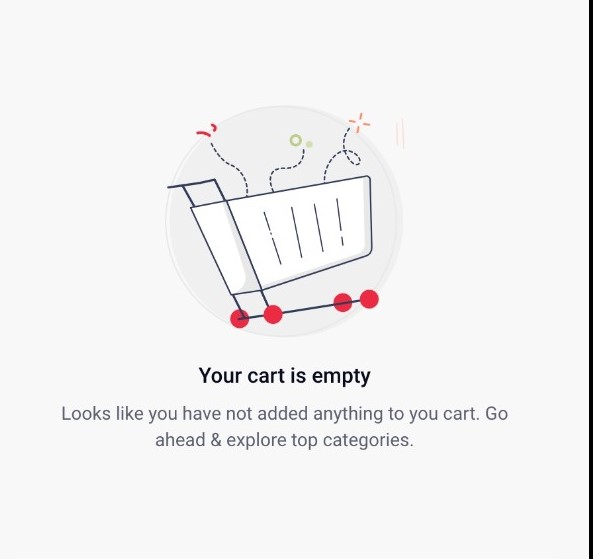 Your cart is empty
Looks like you have not added anything to you cart. Go
ahead & explore top categories.